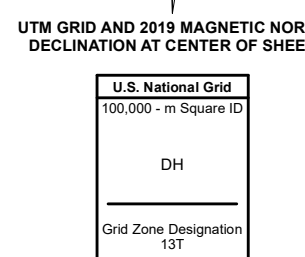 UTM GRID AND 2019 MAGNETIC NOR
DECLINATION AT CENTER OF SHEE
U.S. National Grid
100,000 - m Square ID
DH
Grid Zone Designation
13T